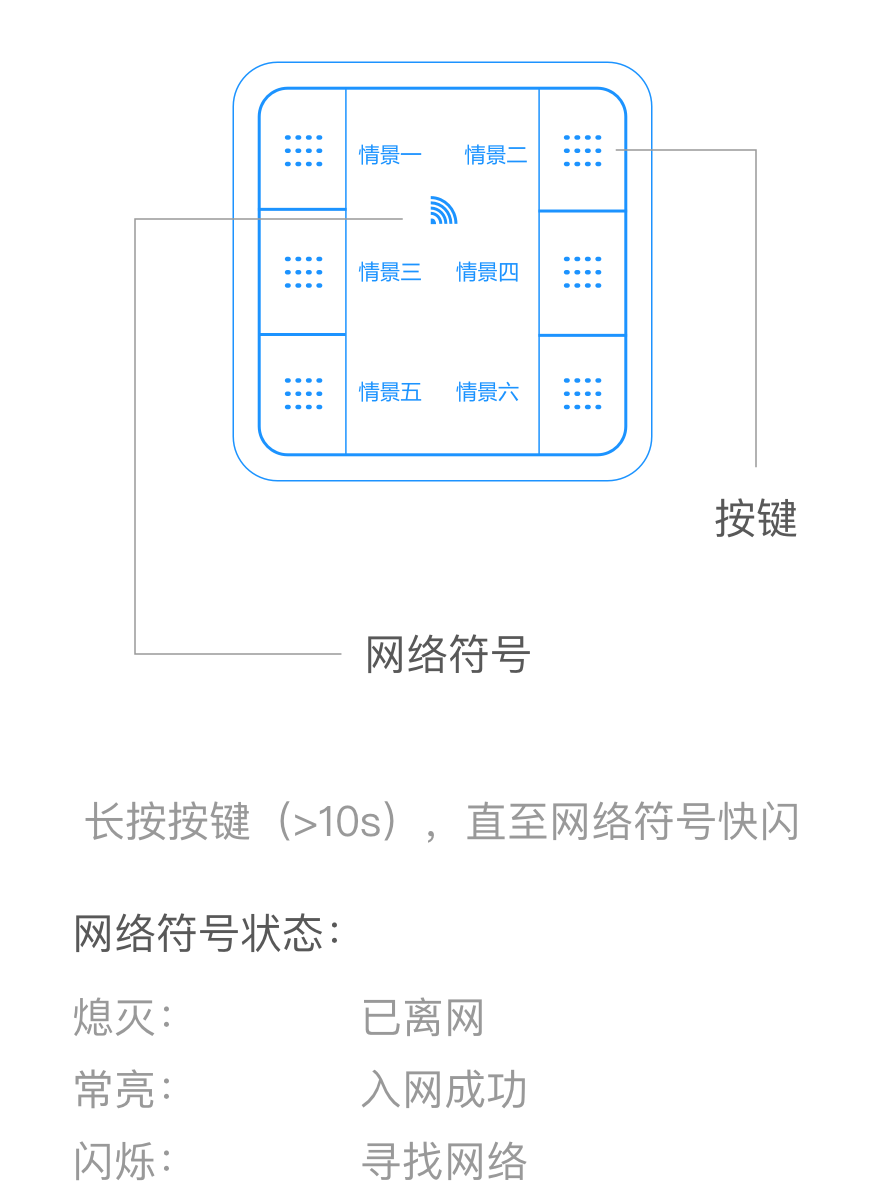 情景一 情景二
情景三 情景四
情景五 情景六
按键
网络符号
长按按键（>10s），直至网络符号快闪
网络符号状态：
熄灭： 已离网
常亮： 入网成功
闪烁： 寻找网络